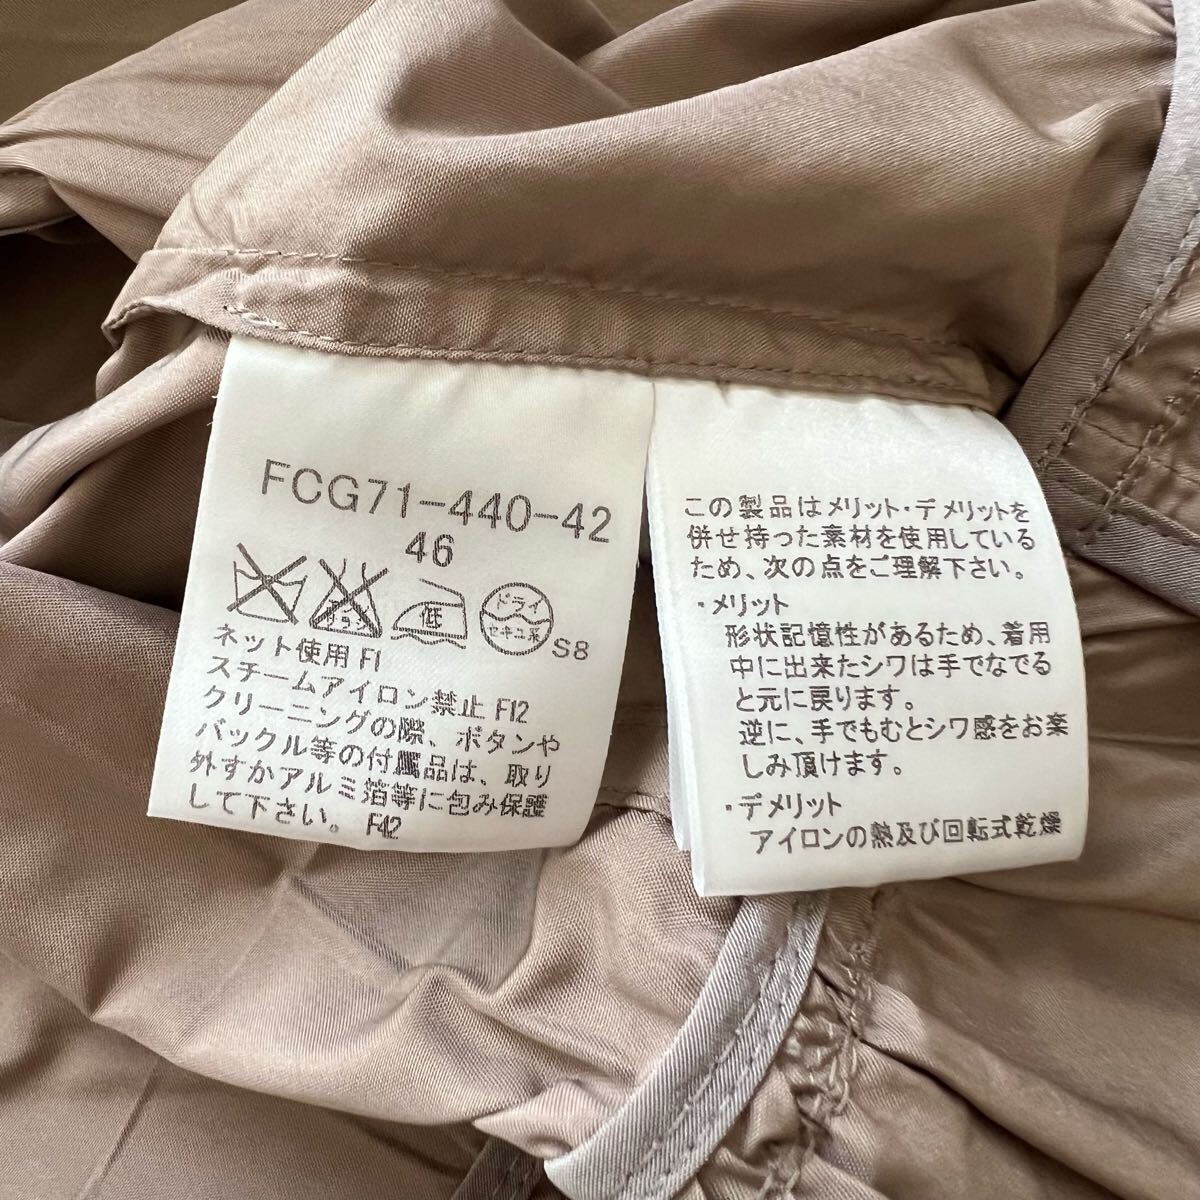 FCG71-440-42
46
エンソサラシ
低
ドライ
セキユ系
S8
ネット使用 F1
スチームアイロン禁止 F12
クリーニングの際、ボタンや
バックル等の付属品は、取り
外すかアルミ箔等に包み保護
して下さい。 F42
この製品はメリット・デメリットを
併せ持った素材を使用している
ため、次の点をご理解下さい。
・メリット
形状記憶性があるため、着用
中に出来たシワは手でなでる
と元に戻ります。
逆に、手でもむとシワ感をお楽
しみ頂けます。
・デメリット
アイロンの熱及び回転式乾燥